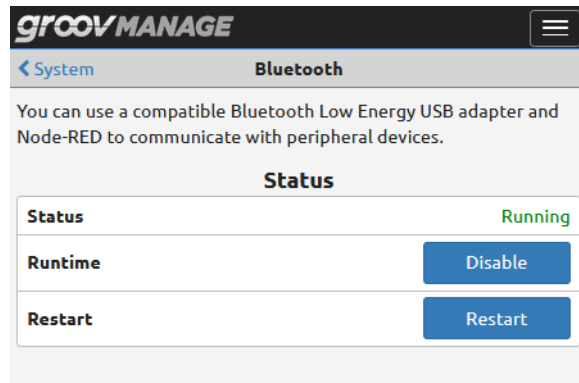 groov MANAGE
System
Bluetooth
You can use a compatible Bluetooth Low Energy USB adapter and
Node-RED to communicate with peripheral devices.
Status
Status Running
Runtime Disable
Restart Restart